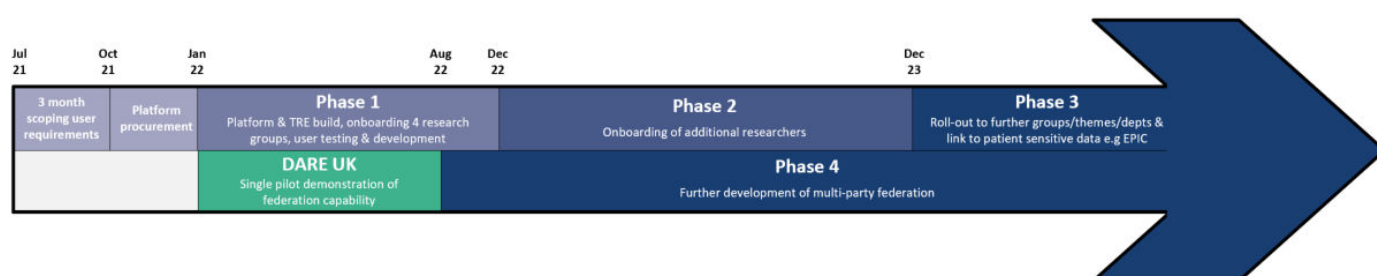 Jul Oct Jan Aug Dec Dec
21 21 22 22 22 23
3 month
scoping user
requirements
Platform
procurement
Phase 1
Platform & TRE build, onboarding 4 research
groups, user testing & development
Phase 2
Onboarding of additional researchers
Phase 3
Roll-out to further groups/themes/depts &
link to patient sensitive data e.g EPIC
DARE UK
Single pilot demonstration of
federation capability
Phase 4
Further development of multi-party federation